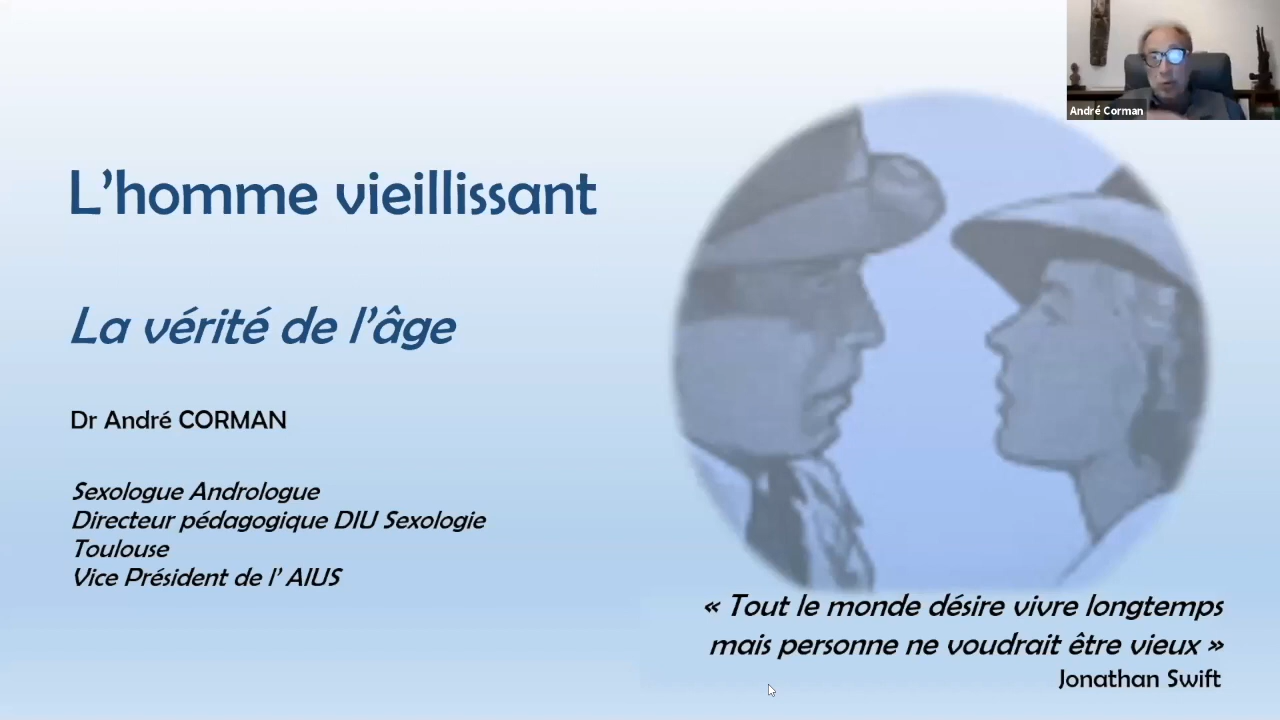 André Corman
L'homme vieillissant
La vérité de l'âge
Dr André CORMAN
Sexologue Andrologue
Directeur pédagogique DIU Sexologie
Toulouse
Vice Président de l' AIUS
« Tout le monde désire vivre longtemps
mais personne ne voudrait être vieux »
Jonathan Swift